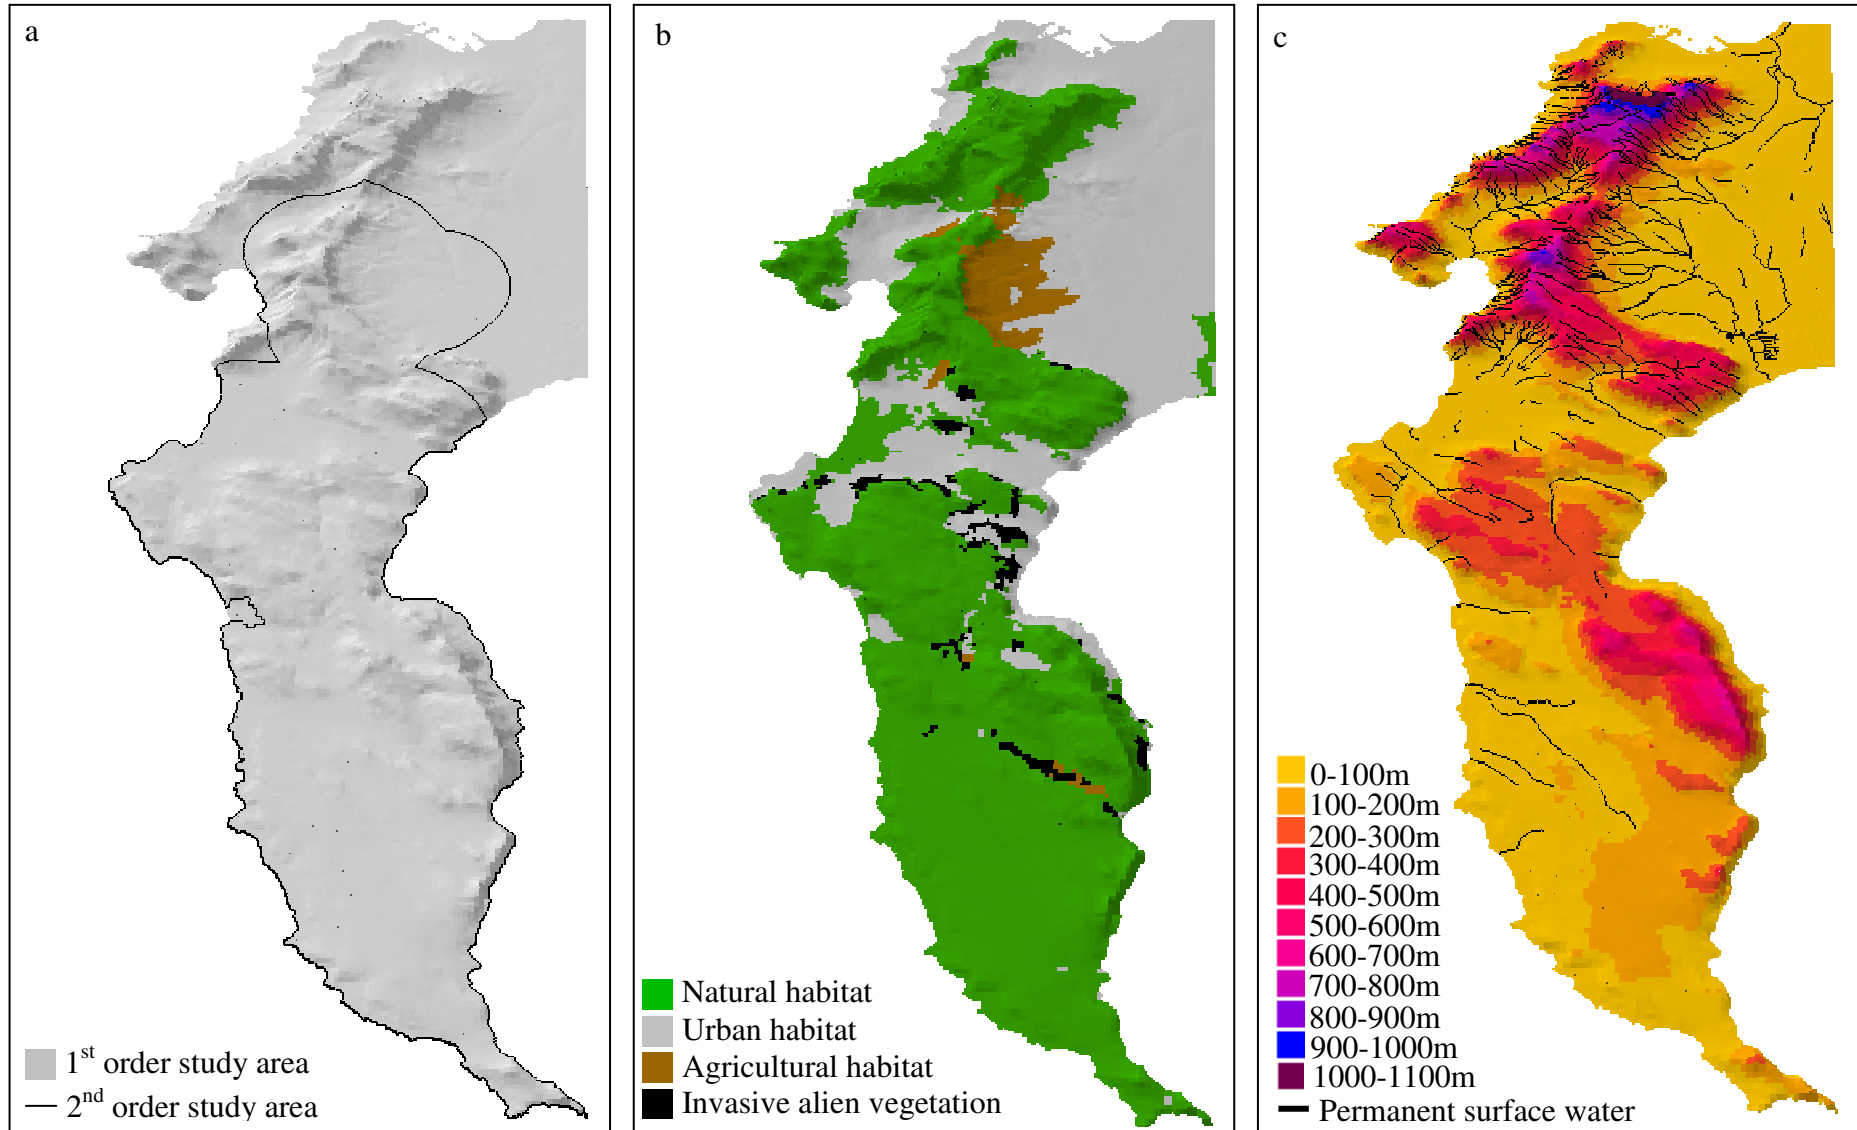 a
1st order study area
2nd order study area
b
Natural habitat
Urban habitat
Agricultural habitat
Invasive alien vegetation
c
0-100m
100-200m
200-300m
300-400m
400-500m
500-600m
600-700m
700-800m
800-900m
900-1000m
1000-1100m
Permanent surface water